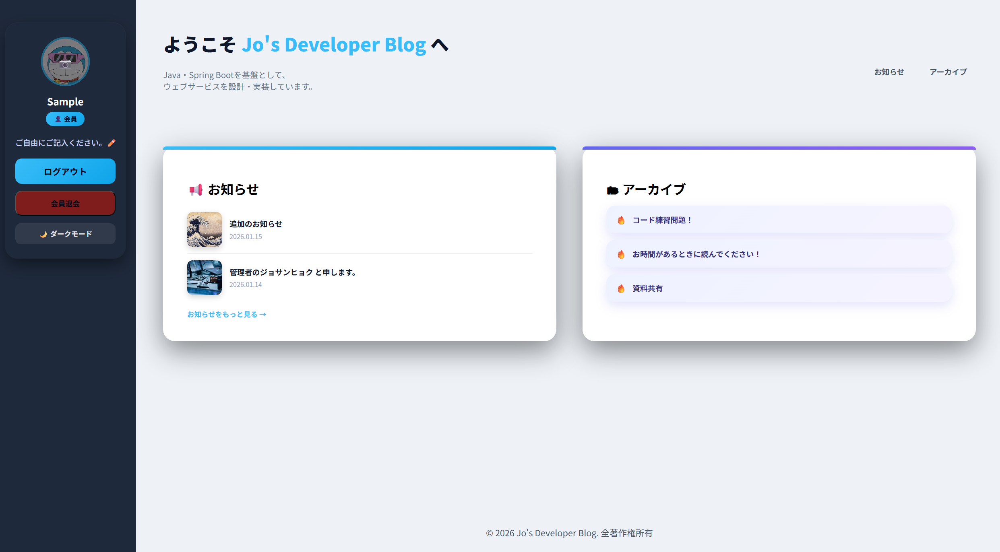 Sample
👤 会員
ご自由にご記入ください。
ログアウト
会員退会
🌙 ダークモード
ようこそ Jo's Developer Blog へ
Java・Spring Bootを基盤として、
ウェブサービスを設計・実装しています。
お知らせ
アーカイブ
お知らせ
追加のお知らせ
2026.01.15
管理者のジョサンヒョク と申します。
2026.01.14
お知らせをもっと見る →
アーカイブ
コード練習問題！
お時間があるときに読んでください！
資料共有
© 2026 Jo's Developer Blog. 全著作権所有